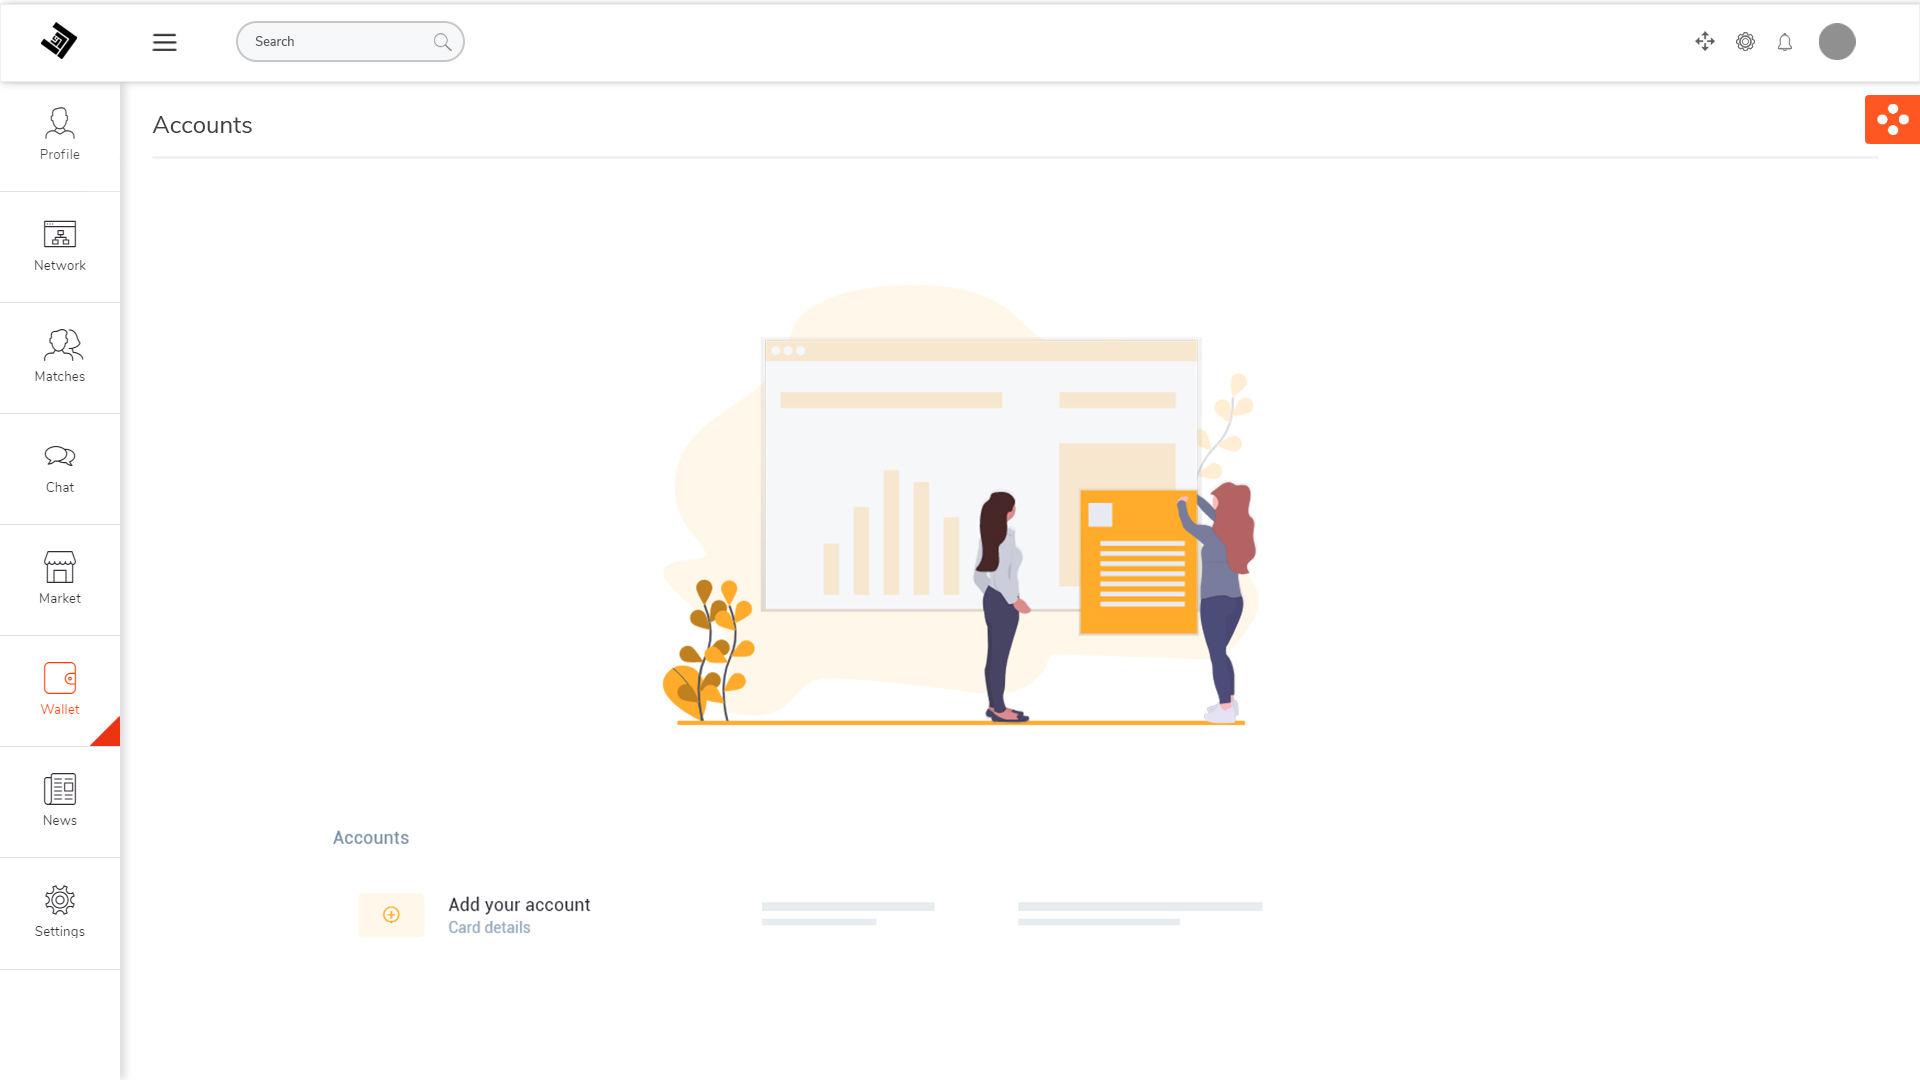 Search
Accounts
Profile
Network
Matches
Chat
Market
Wallet
News
Settings
Accounts
Add your account
Card details